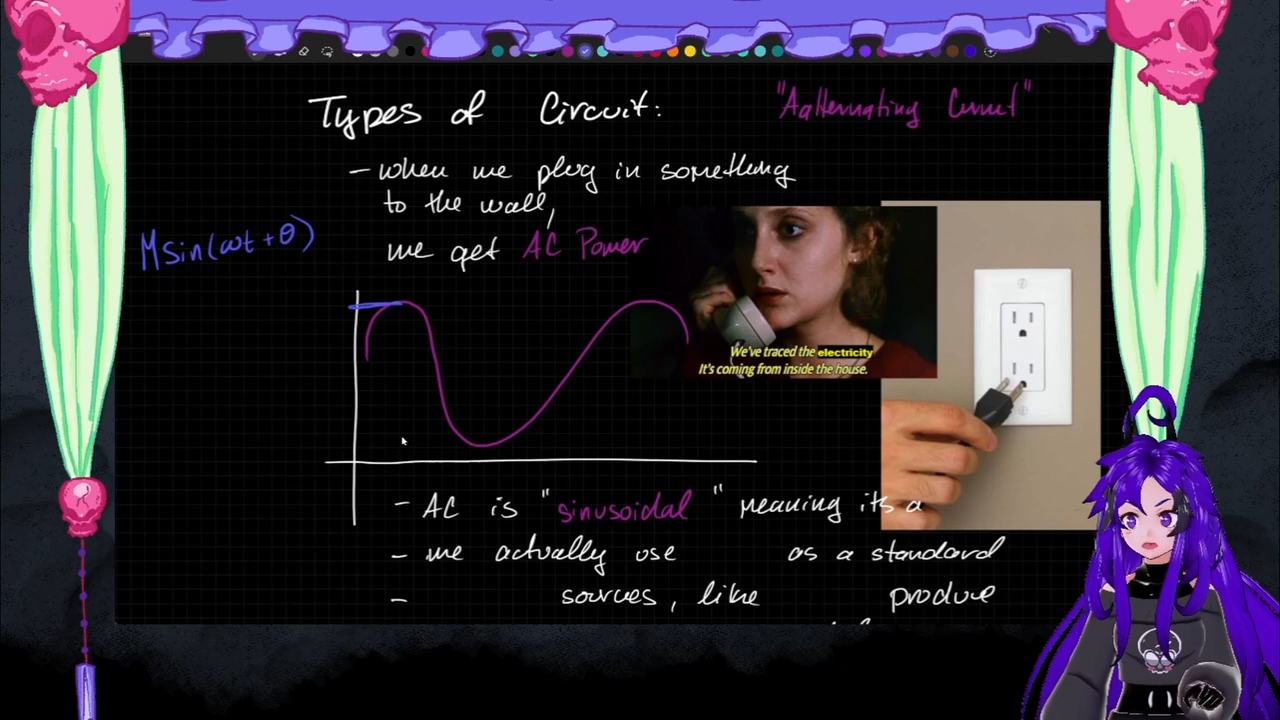 Types of Circuit:
"Aalternating Current"
- when we plug in something
to the wall,
we get AC Power
Msin(ωt+θ)
We've traced the electricity
It's coming from inside the house.
- AC is "sinusoidal" meaning its a
- we actually use as a standard
- sources, like produce